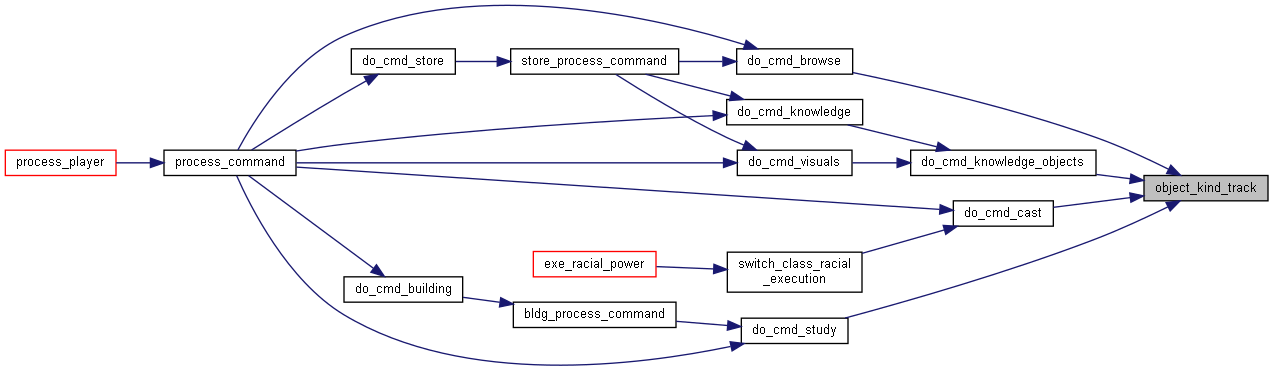 do_cmd_store
store_process_command
do_cmd_browse
do_cmd_knowledge
process_player
process_command
do_cmd_visuals
do_cmd_knowledge_objects
object_kind_track
do_cmd_cast
exe_racial_power
switch_class_racial
_execution
do_cmd_building
bldg_process_command
do_cmd_study